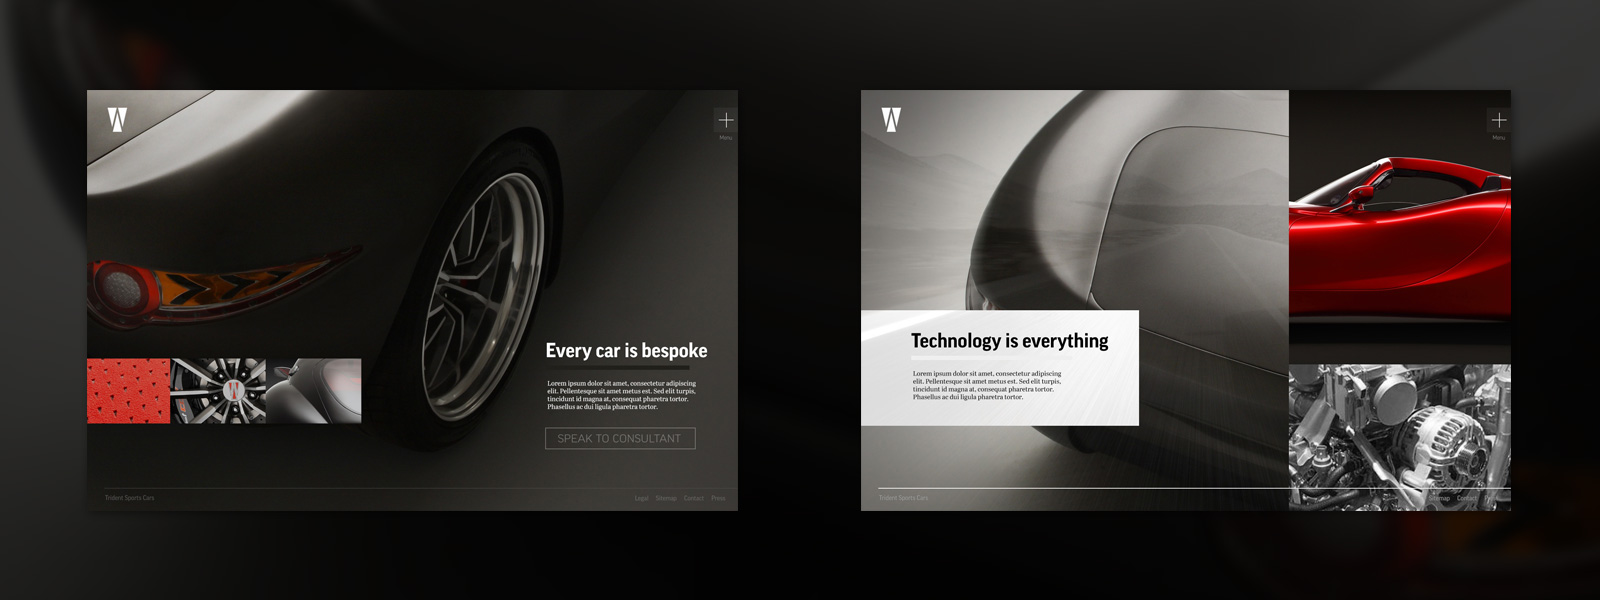 Menu
Every car is bespoke
Lorem ipsum dolor sit amet, consectetur adipiscing
elit. Pellentesque sit amet metus est. Sed elit turpis,
tincidunt id magna at, consequat pharetra tortor.
Phasellus ac dui ligula pharetra tortor.
SPEAK TO CONSULTANT
Trident Sports Cars
Legal Sitemap Contact Press
Menu
Technology is everything
Lorem ipsum dolor sit amet, consectetur adipiscing
elit. Pellentesque sit amet metus est. Sed elit turpis,
tincidunt id magna at, consequat pharetra tortor.
Phasellus ac dui ligula pharetra tortor.
Trident Sports Cars
Sitemap Contact